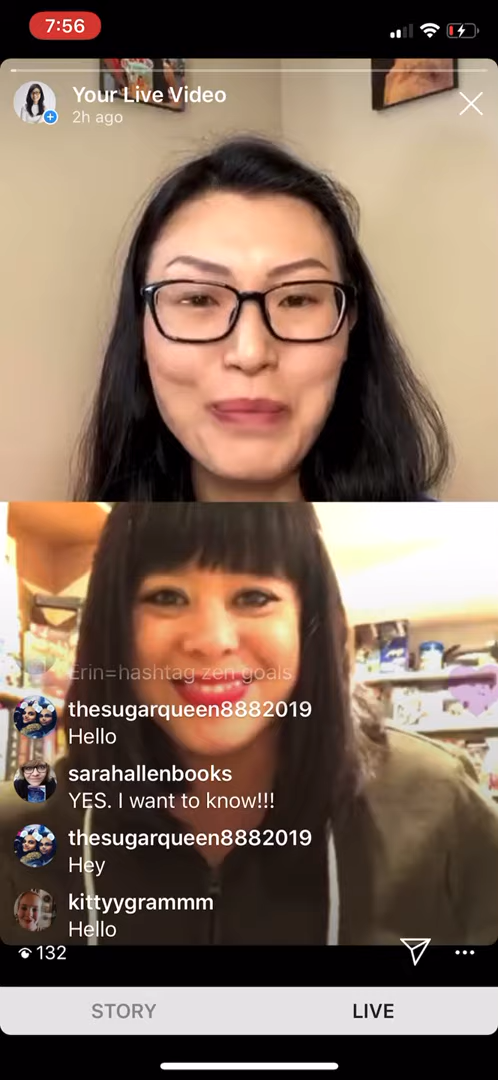 7:56
Your Live Video
2h ago
Erin=hashtag zen goals
thesugarqueen8882019
Hello
sarahallenbooks
YES. I want to know!!!
thesugarqueen8882019
Hey
kittyygrammm
Hello
132
STORY
LIVE